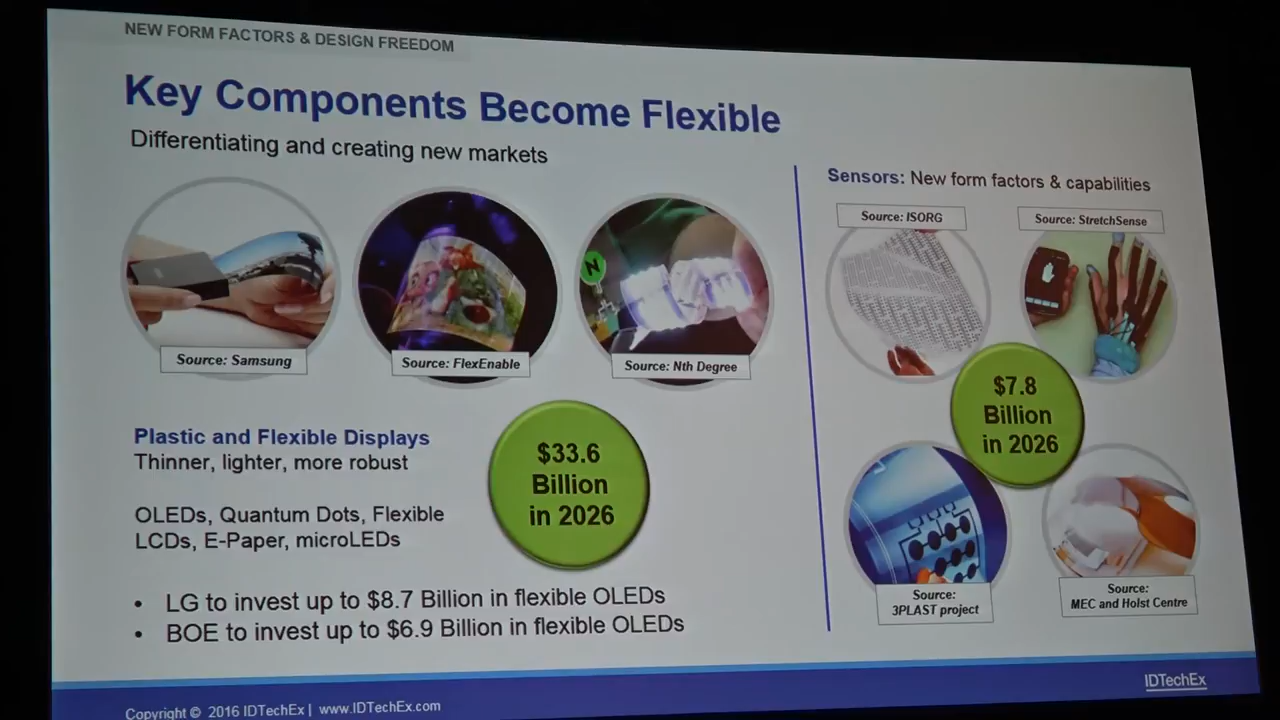 NEW FORM FACTORS & DESIGN FREEDOM
Key Components Become Flexible
Differentiating and creating new markets
Source: Samsung
Source: FlexEnable
N
Source: Nth Degree
Plastic and Flexible Displays
Thinner, lighter, more robust
OLEDs, Quantum Dots, Flexible
LCDs, E-Paper, microLEDs
$33.6
Billion
in 2026
• LG to invest up to $8.7 Billion in flexible OLEDs
• BOE to invest up to $6.9 Billion in flexible OLEDs
Sensors: New form factors & capabilities
Source: ISORG
Source: StretchSense
$7.8
Billion
in 2026
Source:
3PLAST project
Source:
MEC and Holst Centre
Copyright © 2016 IDTechEx | www.IDTechEx.com
IDTechEx